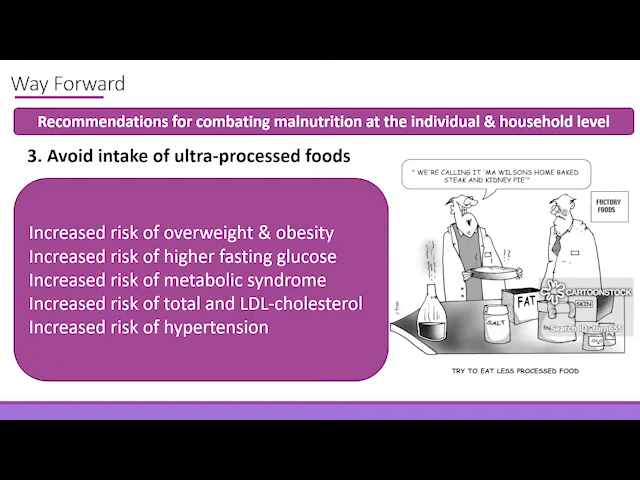 Way Forward
Recommendations for combating malnutrition at the individual & household level
3. Avoid intake of ultra-processed foods
Increased risk of overweight & obesity
Increased risk of higher fasting glucose
Increased risk of metabolic syndrome
Increased risk of total and LDL-cholesterol
Increased risk of hypertension
" WE'RE CALLING IT 'MA WILSONS HOME BAKED
STEAK AND KIDNEY PIE'"
FACTORY
FOODS
FAT
SALT
SKIN
CARTOONSTOCK
Search ID: forn655
TRY TO EAT LESS PROCESSED FOOD